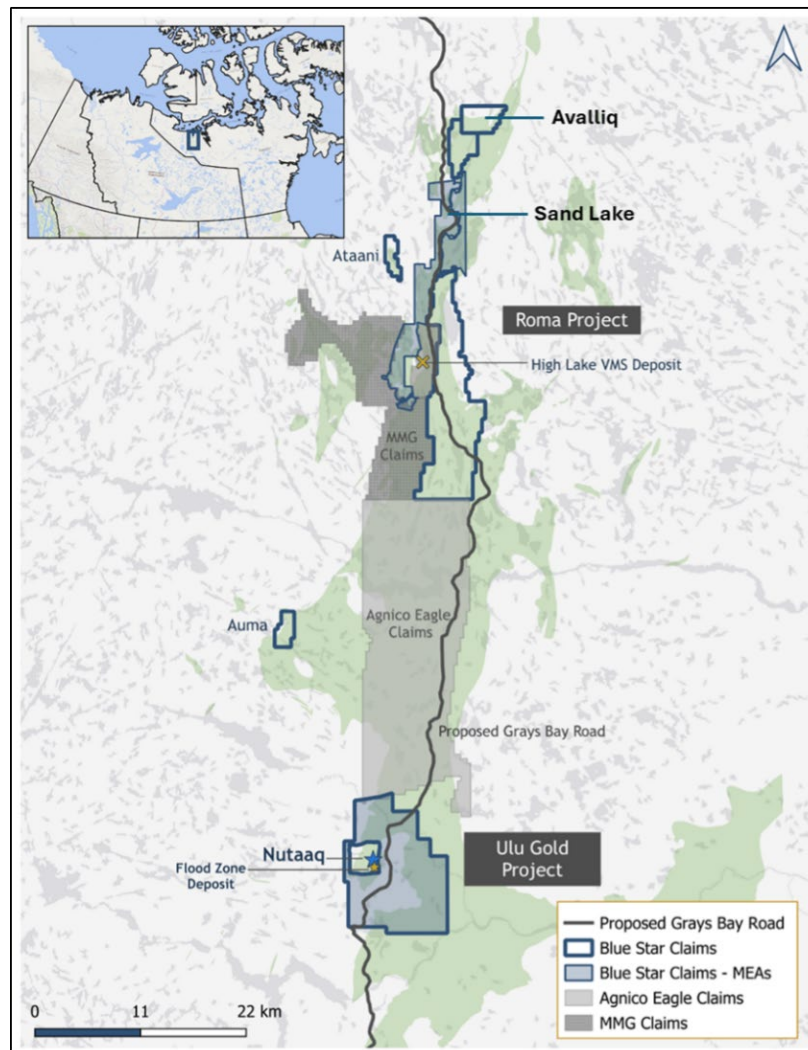 Avalliq
Sand Lake
Ataani
Roma Project
High Lake VMS Deposit
MMG
Claims
Agnico Eagle
Claims
Auma
Proposed Grays Bay Road
Nutaaq
Flood Zone
Deposit
Ulu Gold
Project
Proposed Grays Bay Road
Blue Star Claims
Blue Star Claims - MEAs
Agnico Eagle Claims
MMG Claims
0 11 22 km